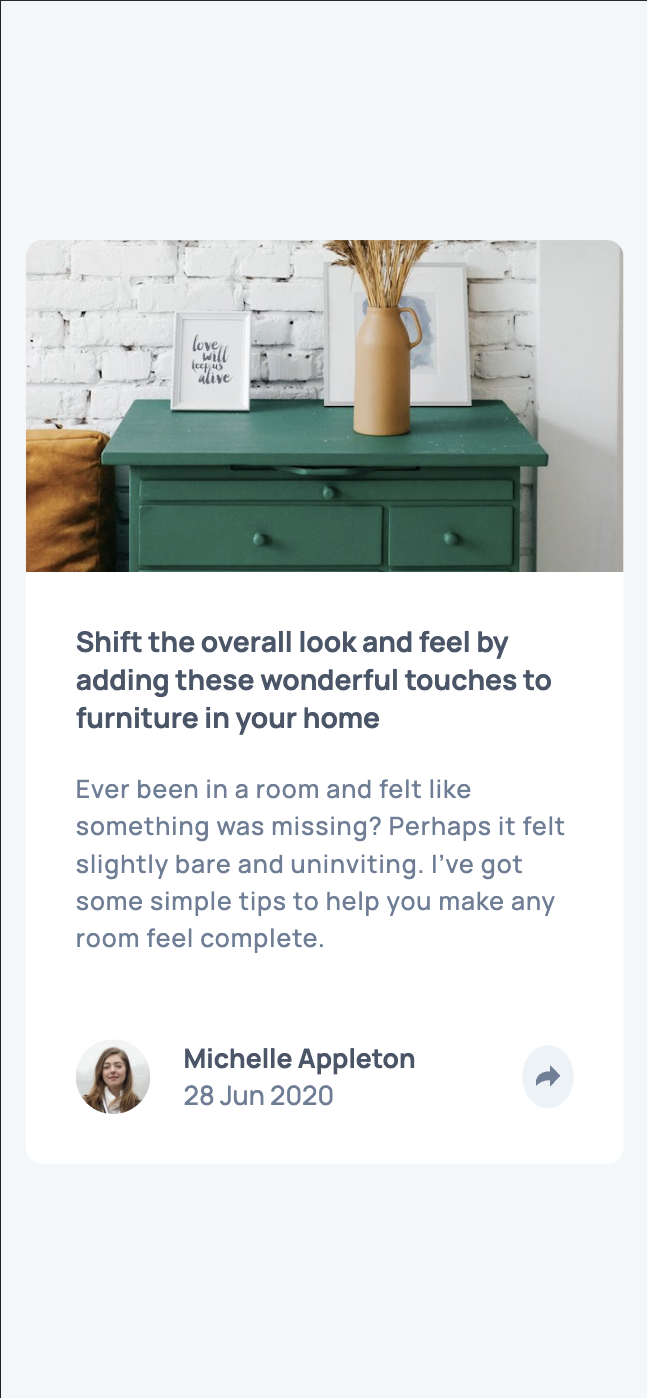 love
will
keep us
alive
Shift the overall look and feel by
adding these wonderful touches to
furniture in your home
Ever been in a room and felt like
something was missing? Perhaps it felt
slightly bare and uninviting. I’ve got
some simple tips to help you make any
room feel complete.
Michelle Appleton
28 Jun 2020